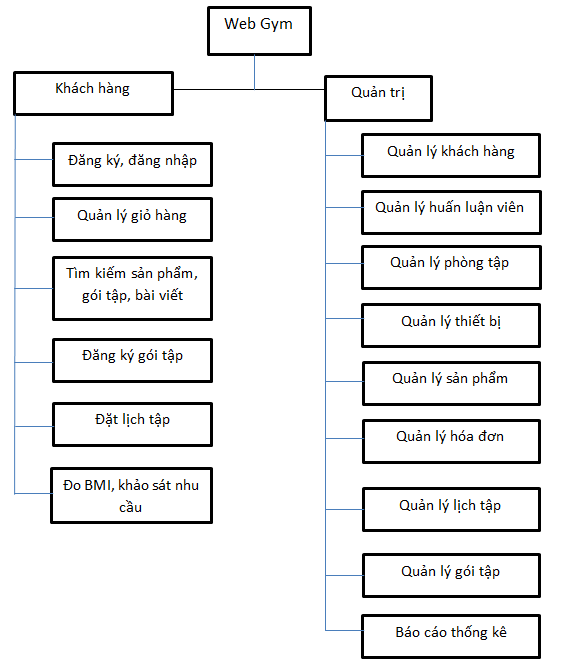 Web Gym
Khách hàng
Đăng ký, đăng nhập
Quản lý giỏ hàng
Tìm kiếm sản phẩm,
gói tập, bài viết
Đăng ký gói tập
Đặt lịch tập
Đo BMI, khảo sát nhu
cầu
Quản trị
Quản lý khách hàng
Quản lý huấn luận viên
Quản lý phòng tập
Quản lý thiết bị
Quản lý sản phẩm
Quản lý hóa đơn
Quản lý lịch tập
Quản lý gói tập
Báo cáo thống kê